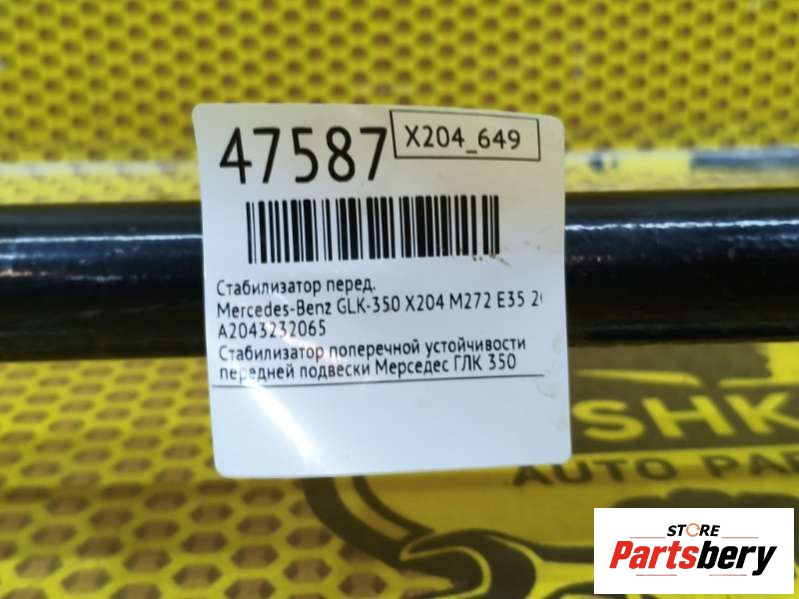 47587
X204_649
Стабилизатор перед.
Mercedes-Benz GLK-350 X204 M272 E35
A2043232065
Стабилизатор поперечной устойчивости
передней подвески Мерседес ГЛК 350
SHK
AUTO PAR
STORE
Partsbery